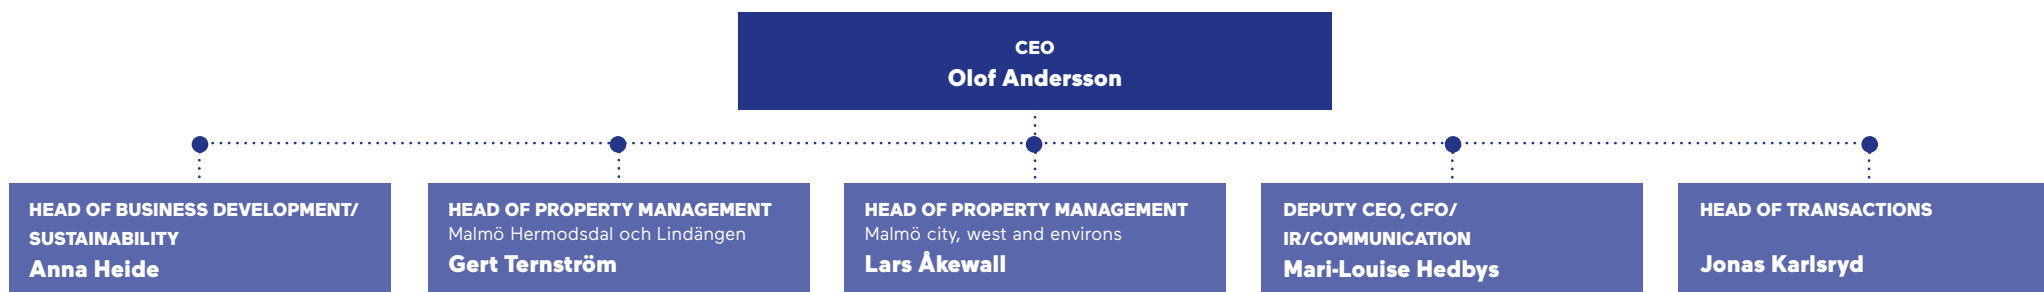 CEO
Olof Andersson
HEAD OF BUSINESS DEVELOPMENT/
SUSTAINABILITY
Anna Heide
HEAD OF PROPERTY MANAGEMENT
Malmö Hermodsdal och Lindängen
Gert Ternström
HEAD OF PROPERTY MANAGEMENT
Malmö city, west and environs
Lars Åkewall
DEPUTY CEO, CFO/
IR/COMMUNICATION
Mari-Louise Hedbys
HEAD OF TRANSACTIONS
Jonas Karlsryd